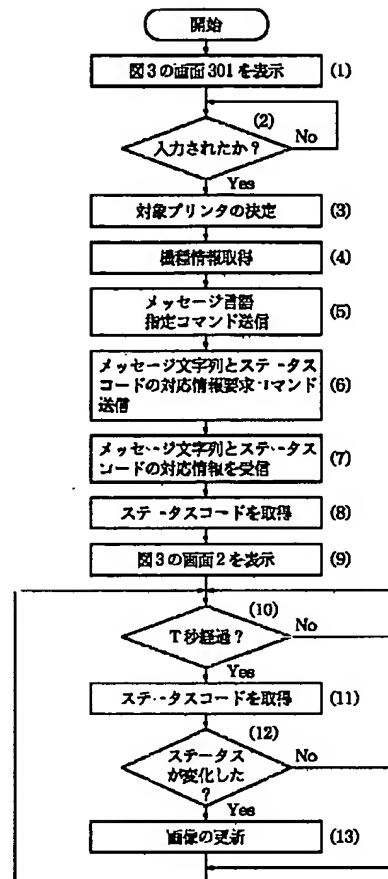 開始
図3の画面301を表示 (1)
(2)
入力されたか? No
Yes
対象プリンタの決定 (3)
機種情報取得 (4)
メッセージ言語
指定コマンド送信 (5)
メッセージ文字列とステータス
コードの対応情報要求コマンド (6)
送信
メッセージ文字列とステータス
コードの対応情報を受信 (7)
ステータスコードを取得 (8)
図3の画面2を表示 (9)
(10)
T秒経過? No
Yes
ステータスコードを取得 (11)
(12)
ステータス No
が変化した
?
Yes
画像の更新 (13)